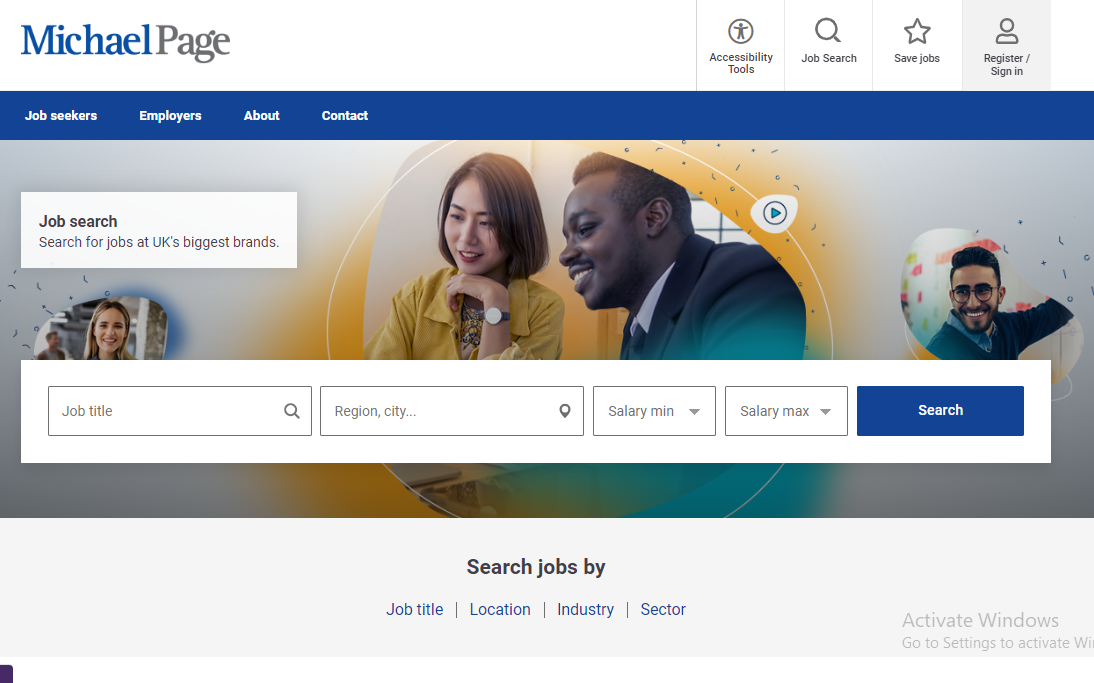 MichaelPage
Accessibility
Tools
Job Search
Save jobs
Register /
Sign in
Job seekers
Employers
About
Contact
Job search
Search for jobs at UK's biggest brands.
Job title
Region, city...
Salary min
Salary max
Search
Search jobs by
Job title
Location
Industry
Sector
Activate Windows
Go to Settings to activate